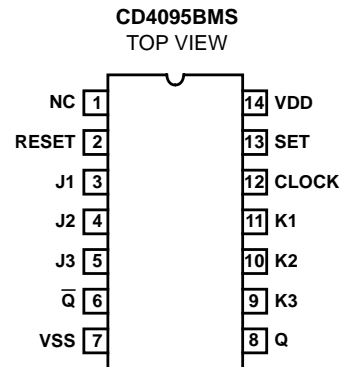 CD4095BMS
TOP VIEW
NC 1 14 VDD
RESET 2 13 SET
J1 3 12 CLOCK
J2 4 11 K1
J3 5 10 K2
Q̅ 6 9 K3
VSS 7 8 Q